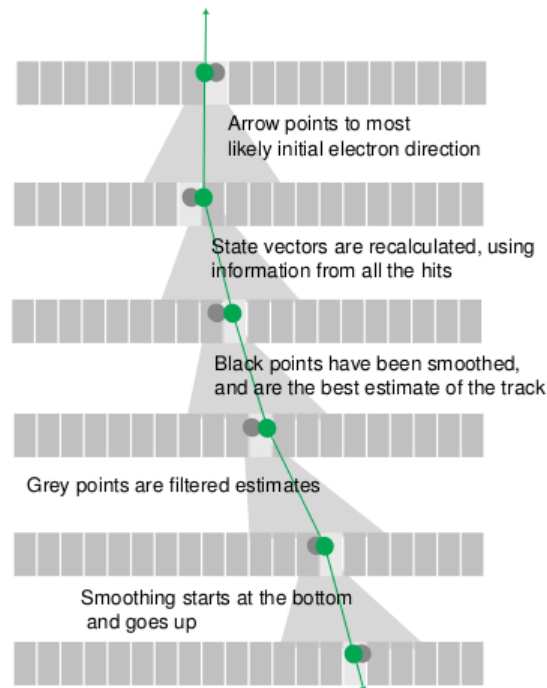 Arrow points to most
likely initial electron direction
State vectors are recalculated, using
information from all the hits
Black points have been smoothed,
and are the best estimate of the track
Grey points are filtered estimates
Smoothing starts at the bottom
and goes up